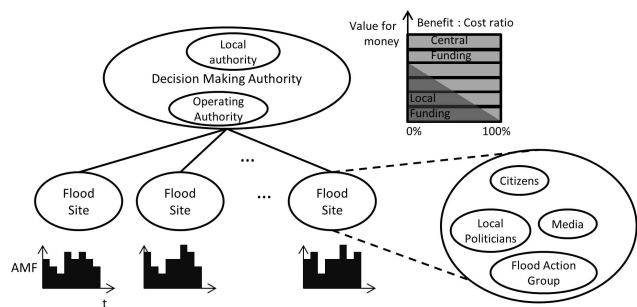 Value for
money
Benefit : Cost ratio
Central
Funding
Local
Funding
0%
100%
Local
authority
Decision Making Authority
Operating
Authority
...
...
Flood
Site
Flood
Site
Flood
Site
AMF
t
Citizens
Local
Politicians
Media
Flood Action
Group